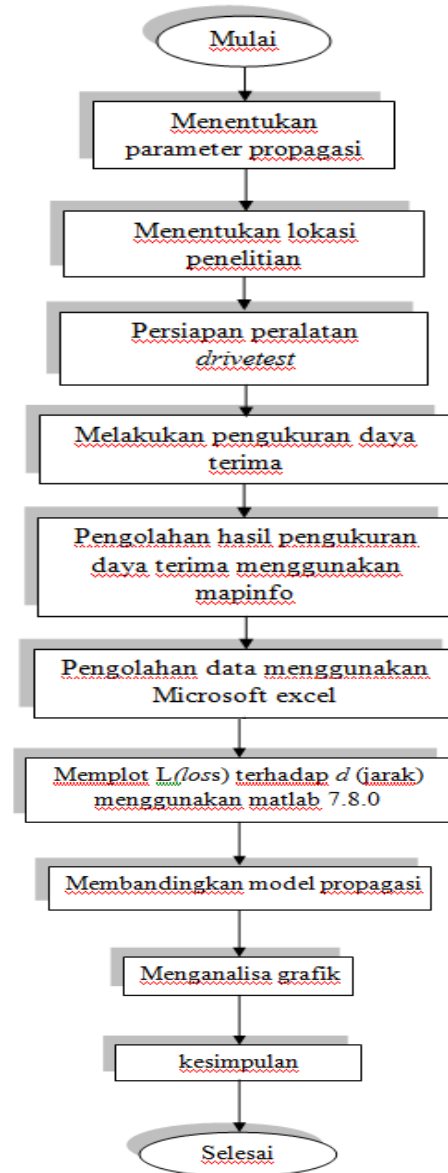 Mulai
Menentukan
parameter propagasi
Menentukan lokasi
penelitian
Persiapan peralatan
drivetest
Melakukan pengukuran daya
terima
Pengolahan hasil pengukuran
daya terima menggunakan
mapinfo
Pengolahan data menggunakan
Microsoft excel
Memplot L(loss) terhadap d (jarak)
menggunakan matlab 7.8.0
Membandingkan model propagasi
Menganalisa grafik
kesimpulan
Selesai